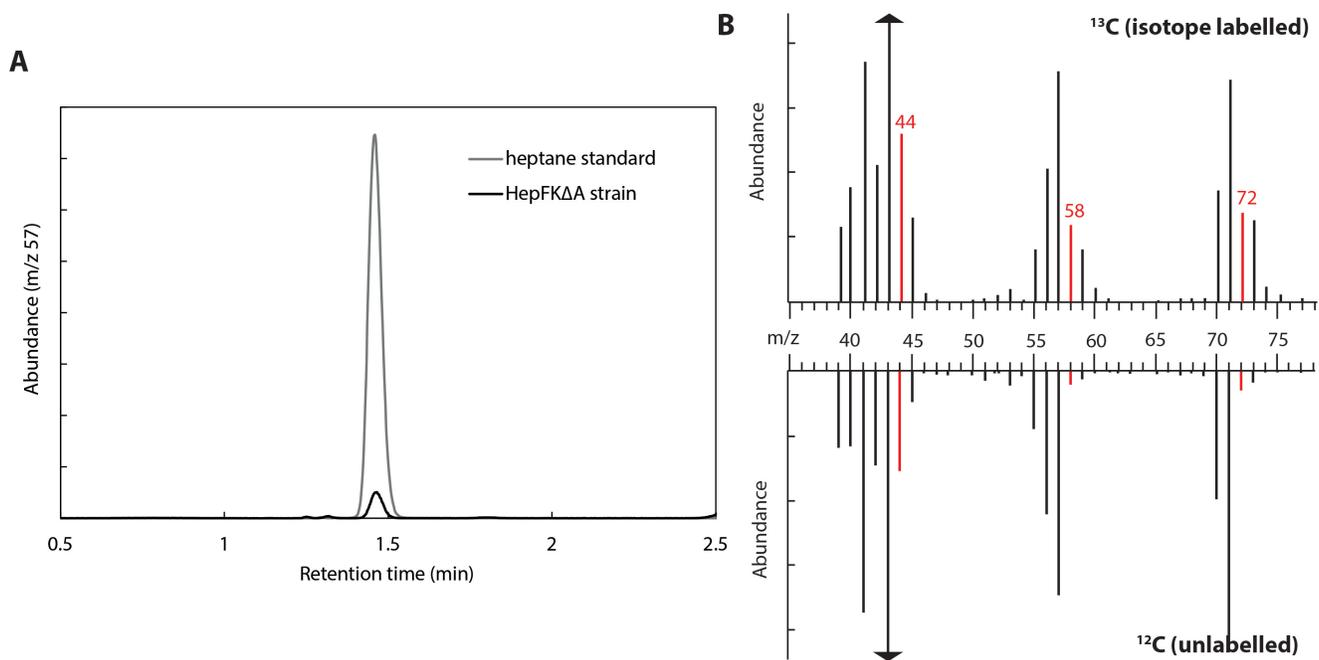 A
Abundance (m/z 57)
heptane standard
HepFKΔA strain
0.5 1 1.5 2 2.5
Retention time (min)
B
¹³C (isotope labelled)
Abundance
44
58
72
m/z 40 45 50 55 60 65 70 75
Abundance
¹²C (unlabelled)